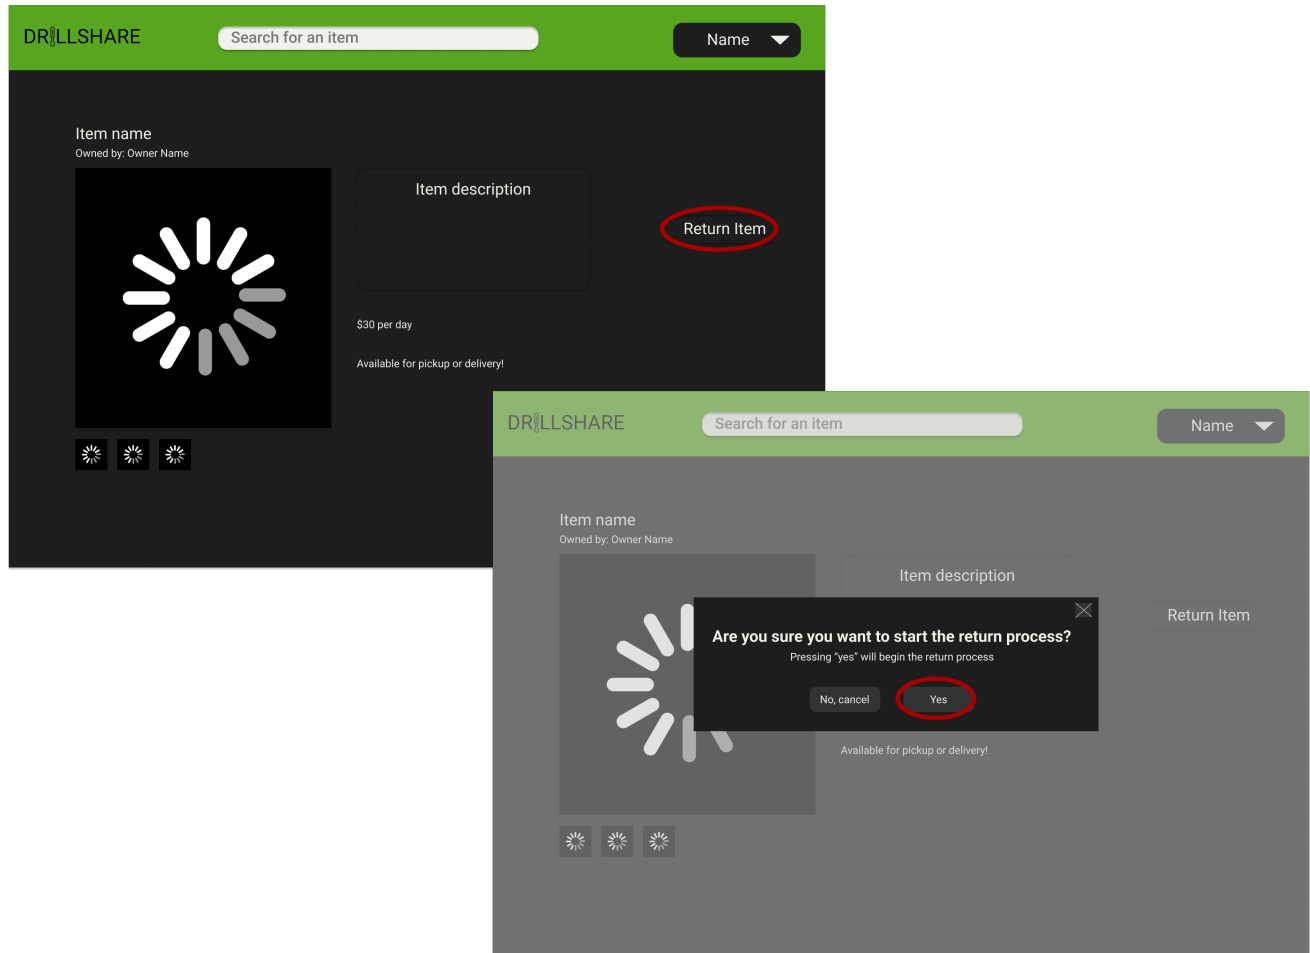 DRILLSHARE
Search for an item
Name
Item name
Owned by: Owner Name
Item description
Return Item
$30 per day
Available for pickup or delivery!
DRILLSHARE
Search for an item
Name
Item name
Owned by: Owner Name
Item description
Return Item
Are you sure you want to start the return process?
Pressing “yes” will begin the return process
No, cancel
Yes
Available for pickup or delivery!